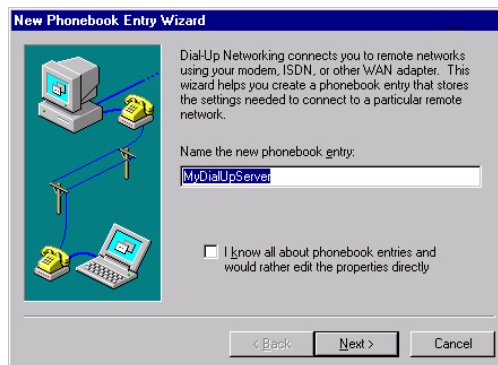 New Phonebook Entry Wizard
Dial-Up Networking connects you to remote networks
using your modem, ISDN, or other WAN adapter. This
wizard helps you create a phonebook entry that stores
the settings needed to connect to a particular remote
network.
Name the new phonebook entry:
MyDialUpServer
I know all about phonebook entries and
would rather edit the properties directly
< Back
Next >
Cancel